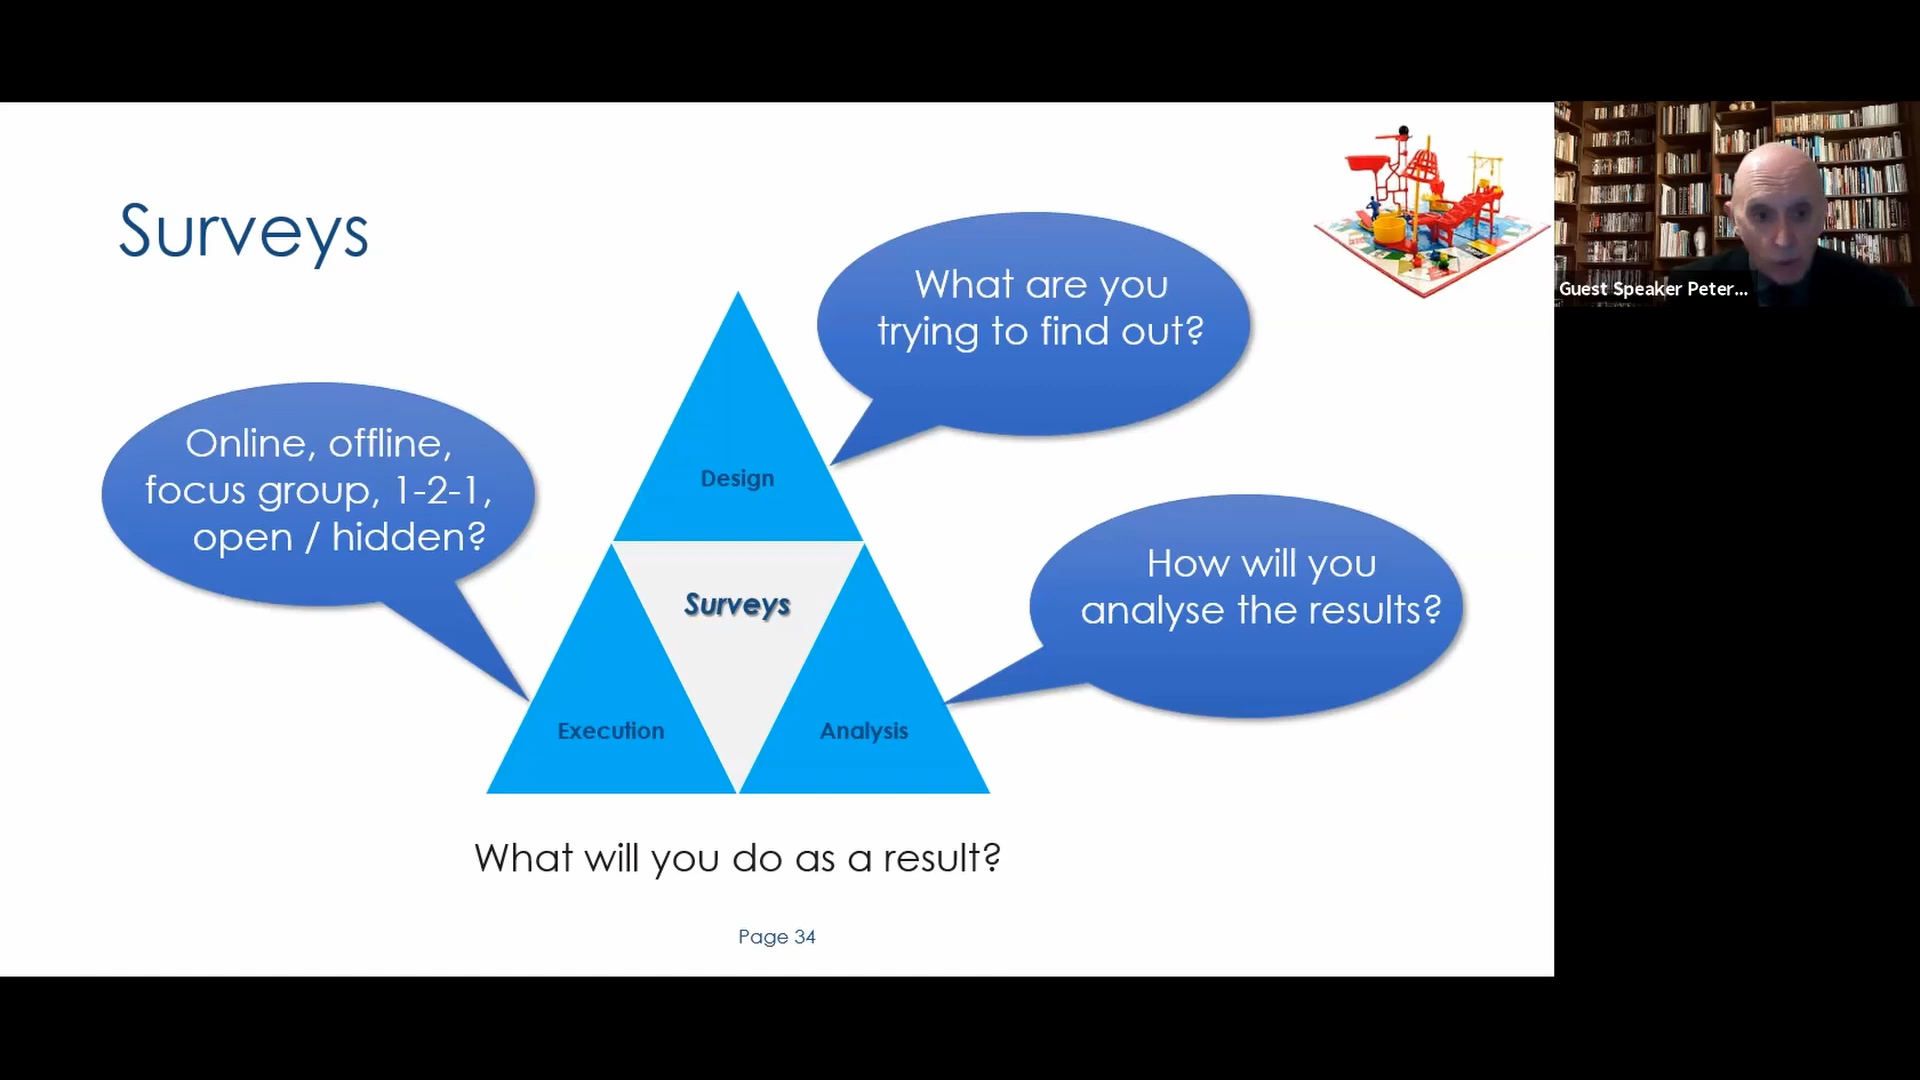 Surveys
What are you
trying to find out?
Online, offline,
focus group, 1-2-1,
open / hidden?
Design
How will you
analyse the results?
Surveys
Execution
Analysis
What will you do as a result?
Page 34
Guest Speaker Peter...